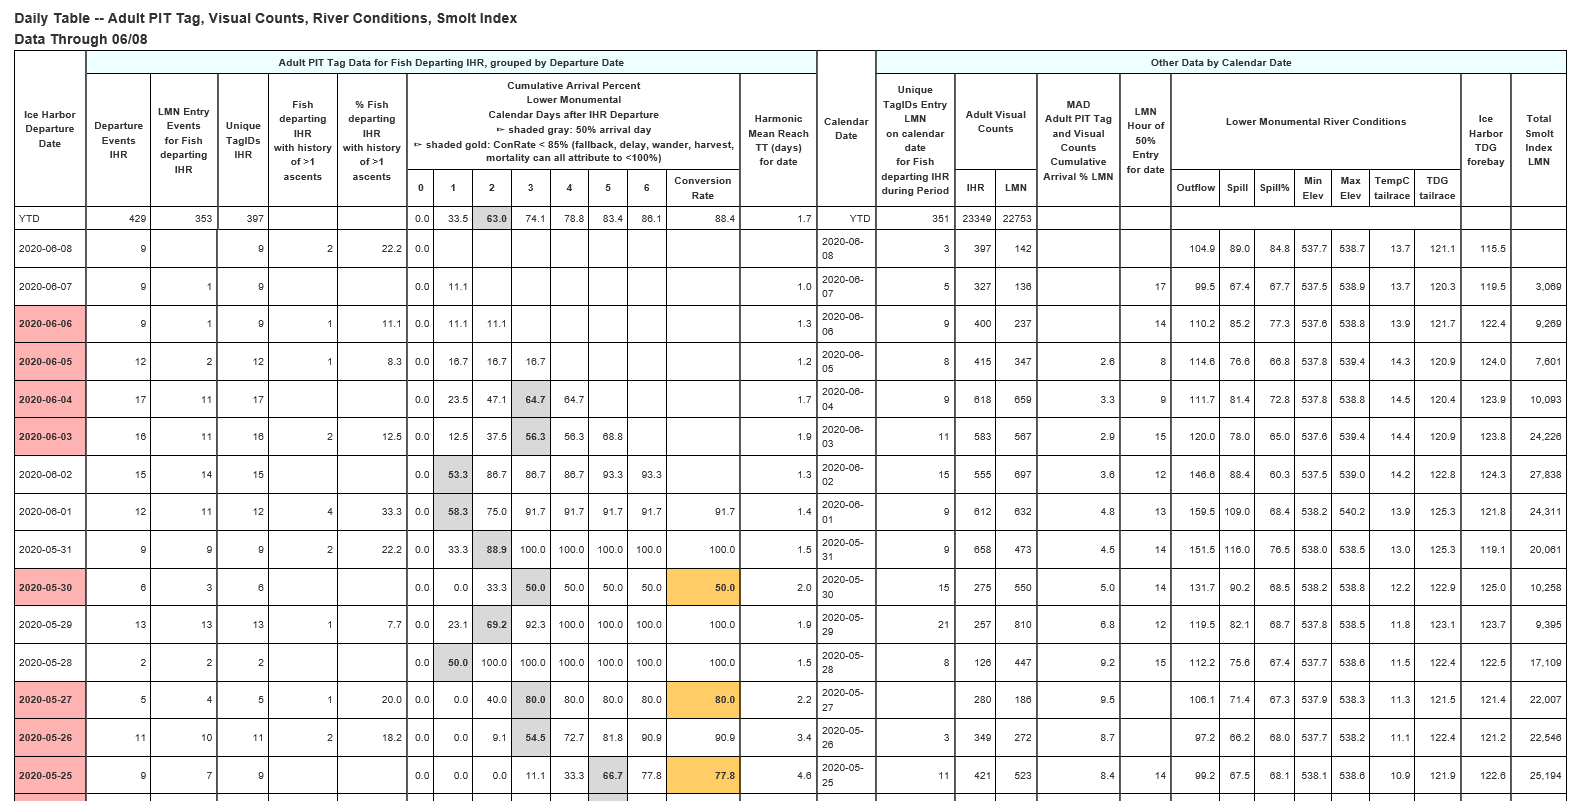 Daily Table -- Adult PIT Tag, Visual Counts, River Conditions, Smolt Index
Data Through 06/08
Adult PIT Tag Data for Fish Departing IHR, grouped by Departure Date
Other Data by Calendar Date
Ice Harbor
Departure
Date
Departure
Events
IHR
LMN Entry
Events
for Fish
departing
IHR
Unique
TagIDs
IHR
Fish
departing
IHR
with history
of >1
ascents
% Fish
departing
IHR
with history
of >1
ascents
Cumulative Arrival Percent
Lower Monumental
Calendar Days after IHR Departure
➳ shaded gray: 50% arrival day
➳ shaded gold: ConRate < 85% (fallback, delay, wander, harvest,
mortality can all attribute to <100%)
0 1 2 3 4 5 6 Conversion
Rate
Harmonic
Mean Reach
TT (days)
for date
Calendar
Date
Unique
TagIDs Entry
LMN
on calendar
date
for Fish
departing IHR
during Period
Adult Visual
Counts
IHR LMN
MAD
Adult PIT Tag
and Visual
Counts
Cumulative
Arrival % LMN
LMN
Hour of
50%
Entry
for date
Lower Monumental River Conditions
Outflow Spill Spill% Min
Elev Max
Elev TempC
tailrace TDG
tailrace
Ice
Harbor
TDG
forebay
Total
Smolt
Index
LMN
YTD 429 353 397 0.0 33.5 63.0 74.1 78.8 83.4 86.1 88.4 1.7 YTD 351 23349 22753
2020-06-08 9 9 2 22.2 0.0 2020-06-
08 3 397 142 104.9 89.0 84.8 537.7 538.7 13.7 121.1 115.5
2020-06-07 9 1 9 0.0 11.1 1.0 2020-06-
07 5 327 136 17 99.5 67.4 67.7 537.5 538.9 13.7 120.3 119.5 3,069
2020-06-06 9 1 9 1 11.1 0.0 11.1 11.1 1.3 2020-06-
06 9 400 237 14 110.2 85.2 77.3 537.6 538.8 13.9 121.7 122.4 9,269
2020-06-05 12 2 12 1 8.3 0.0 16.7 16.7 16.7 1.2 2020-06-
05 8 415 347 2.6 8 114.6 76.6 66.8 537.8 539.4 14.3 120.9 124.0 7,601
2020-06-04 17 11 17 0.0 23.5 47.1 64.7 64.7 1.7 2020-06-
04 9 618 659 3.3 9 111.7 81.4 72.8 537.8 538.8 14.5 120.4 123.9 10,093
2020-06-03 16 11 16 2 12.5 0.0 12.5 37.5 56.3 56.3 68.8 1.9 2020-06-
03 11 583 567 2.9 15 120.0 78.0 65.0 537.6 539.4 14.4 120.9 123.8 24,226
2020-06-02 15 14 15 0.0 53.3 86.7 86.7 86.7 93.3 93.3 1.3 2020-06-
02 15 555 697 3.6 12 146.6 88.4 60.3 537.5 539.0 14.2 122.8 124.3 27,838
2020-06-01 12 11 12 4 33.3 0.0 58.3 75.0 91.7 91.7 91.7 91.7 91.7 1.4 2020-06-
01 9 612 632 4.8 13 159.5 109.0 68.4 538.2 540.2 13.9 125.3 121.8 24,311
2020-05-31 9 9 9 2 22.2 0.0 33.3 88.9 100.0 100.0 100.0 100.0 100.0 1.5 2020-05-
31 9 658 473 4.5 14 151.5 116.0 76.5 538.0 538.5 13.0 125.3 119.1 20,061
2020-05-30 6 3 6 0.0 0.0 33.3 50.0 50.0 50.0 50.0 50.0 2.0 2020-05-
30 15 275 550 5.0 14 131.7 90.2 68.5 538.2 538.8 12.2 122.9 125.0 10,258
2020-05-29 13 13 13 1 7.7 0.0 23.1 69.2 92.3 100.0 100.0 100.0 100.0 1.9 2020-05-
29 21 257 810 6.8 12 119.5 82.1 68.7 537.8 538.5 11.8 123.1 123.7 9,395
2020-05-28 2 2 2 0.0 50.0 100.0 100.0 100.0 100.0 100.0 100.0 1.5 2020-05-
28 8 126 447 9.2 15 112.2 75.6 67.4 537.7 538.6 11.5 122.4 122.5 17,109
2020-05-27 5 4 5 1 20.0 0.0 0.0 40.0 80.0 80.0 80.0 80.0 80.0 2.2 2020-05-
27 280 186 9.5 106.1 71.4 67.3 537.9 538.3 11.3 121.5 121.4 22,007
2020-05-26 11 10 11 2 18.2 0.0 0.0 9.1 54.5 72.7 81.8 90.9 90.9 3.4 2020-05-
26 3 349 272 8.7 97.2 66.2 68.0 537.7 538.2 11.1 122.4 121.2 22,546
2020-05-25 9 7 9 0.0 0.0 0.0 11.1 33.3 66.7 77.8 77.8 4.6 2020-05-
25 11 421 523 8.4 14 99.2 67.5 68.1 538.1 538.6 10.9 121.9 122.6 25,194